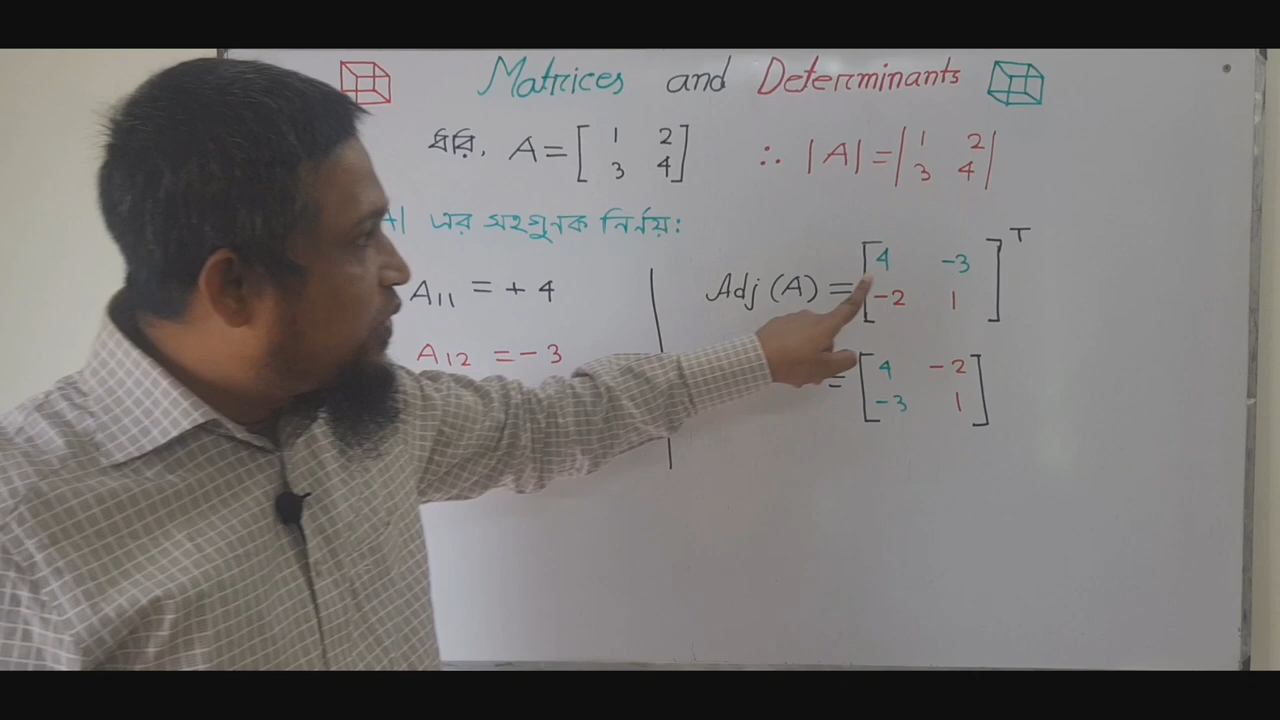 Matrices and Determinants
ধরি, A = [1 2
3 4] ∴ |A| = |1 2
3 4|
A| এর সহগুনক নির্নয়:
A11 = + 4
A12 = - 3
Adj (A) = [4 -3
-2 1]^T
= [4 -2
-3 1]